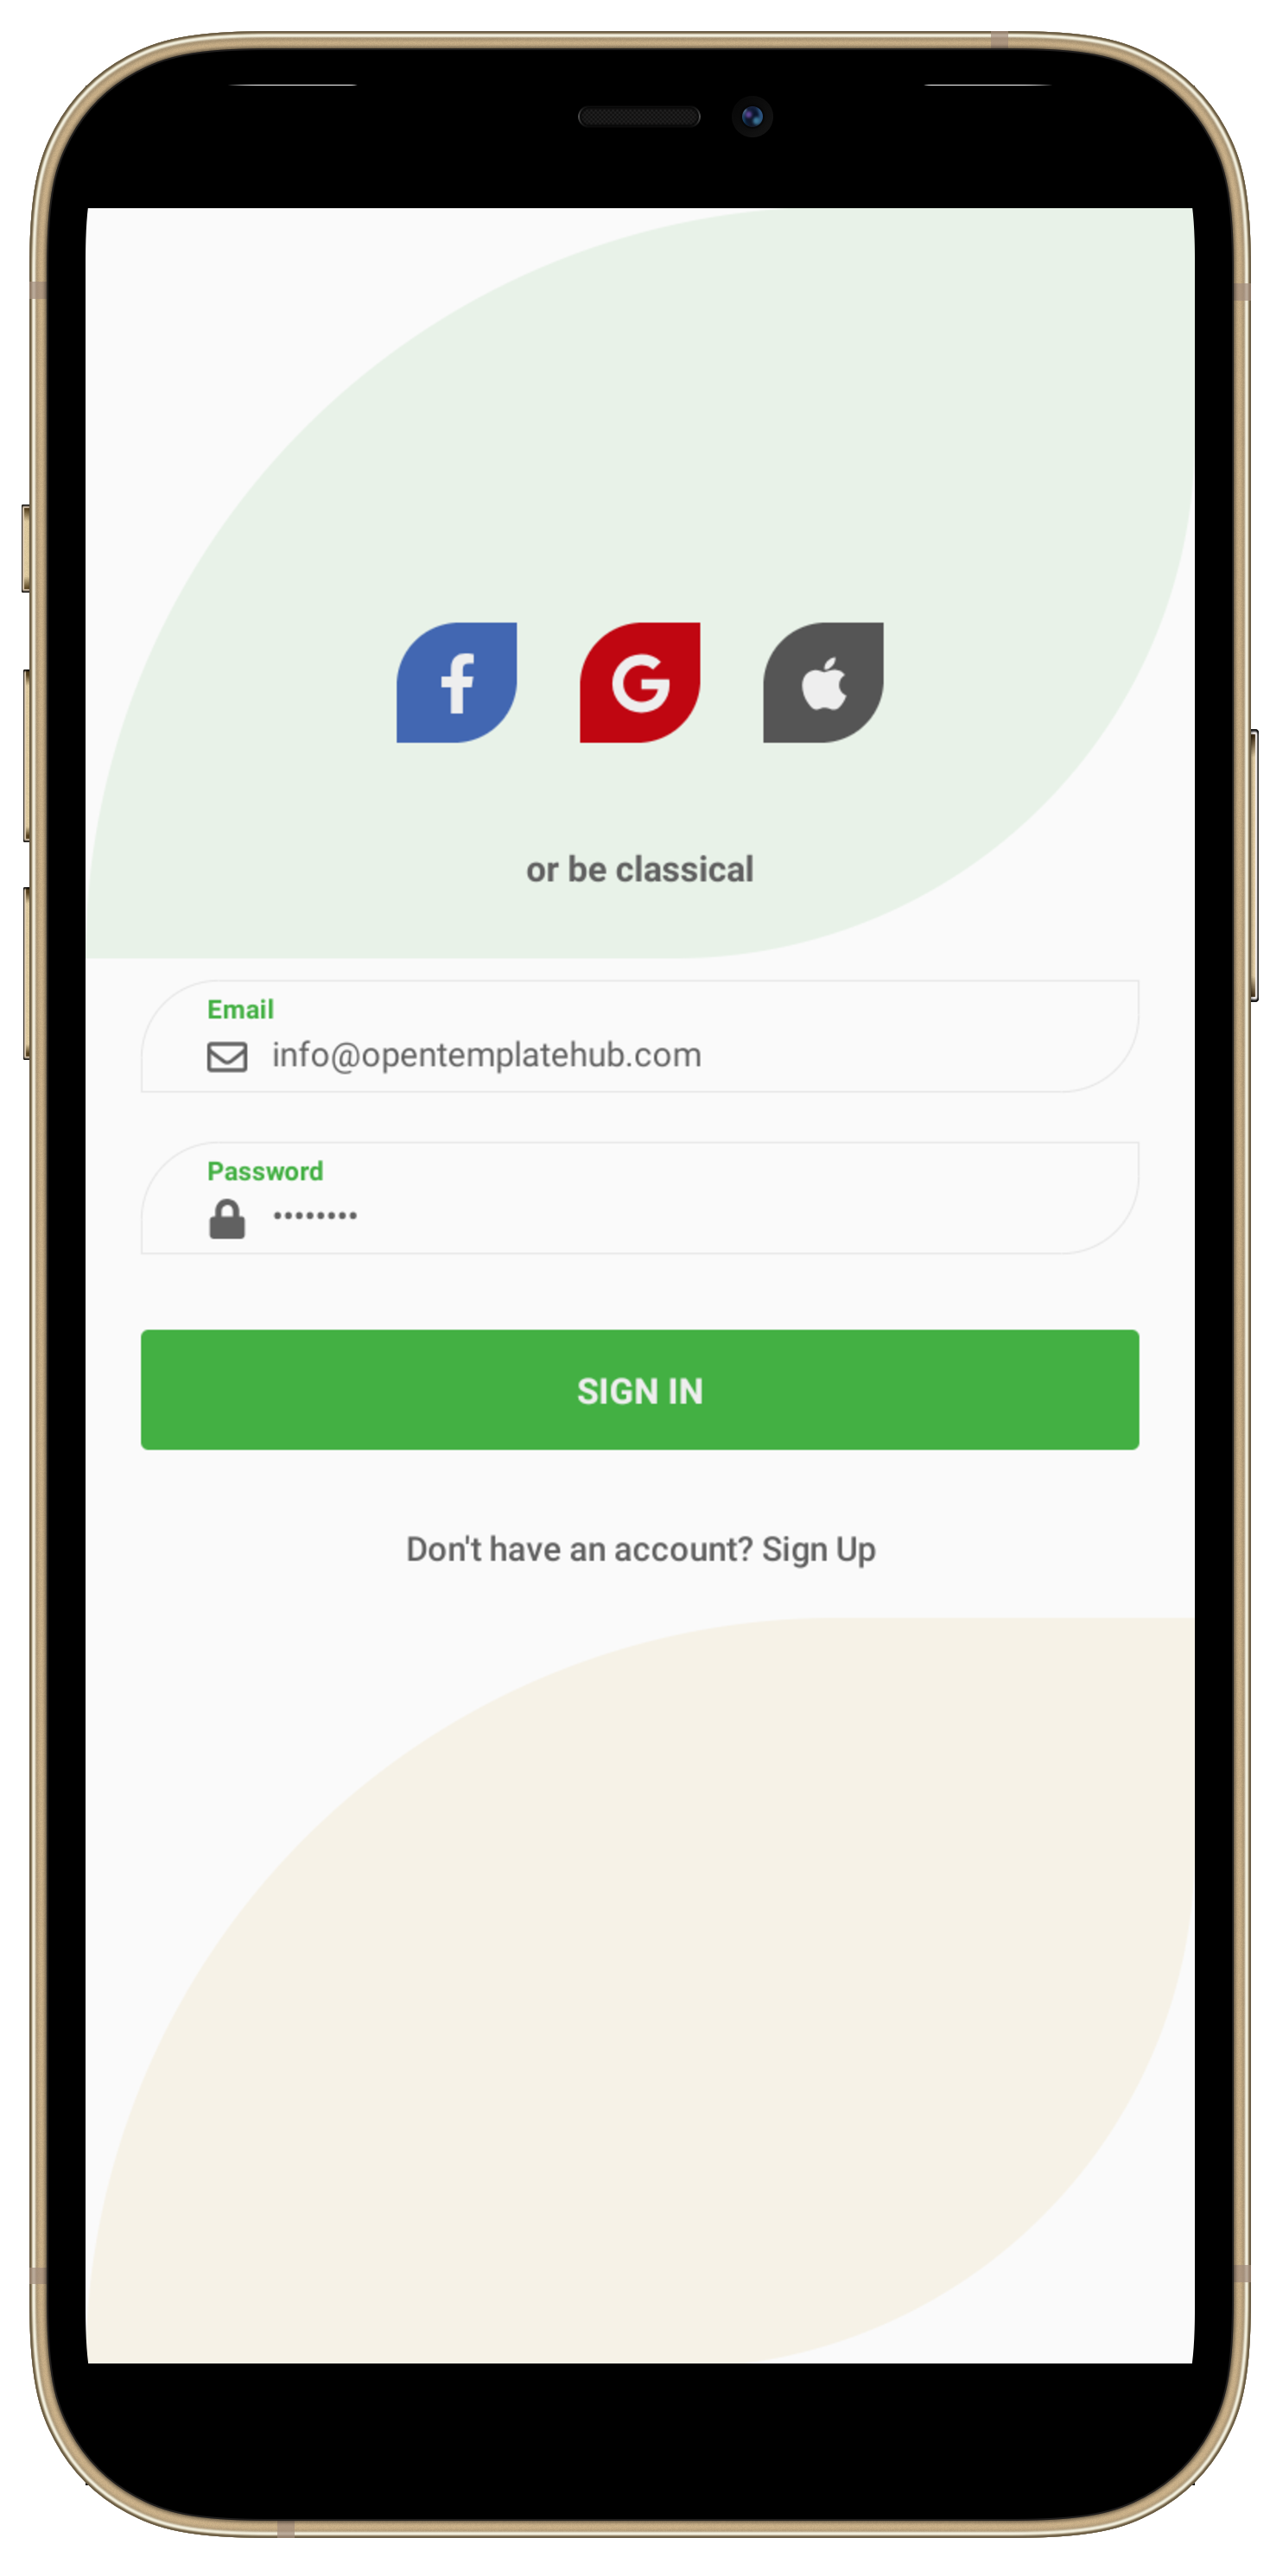 or be classical
Email
info@opentemplatehub.com
Password
••••••••
SIGN IN
Don't have an account? Sign Up